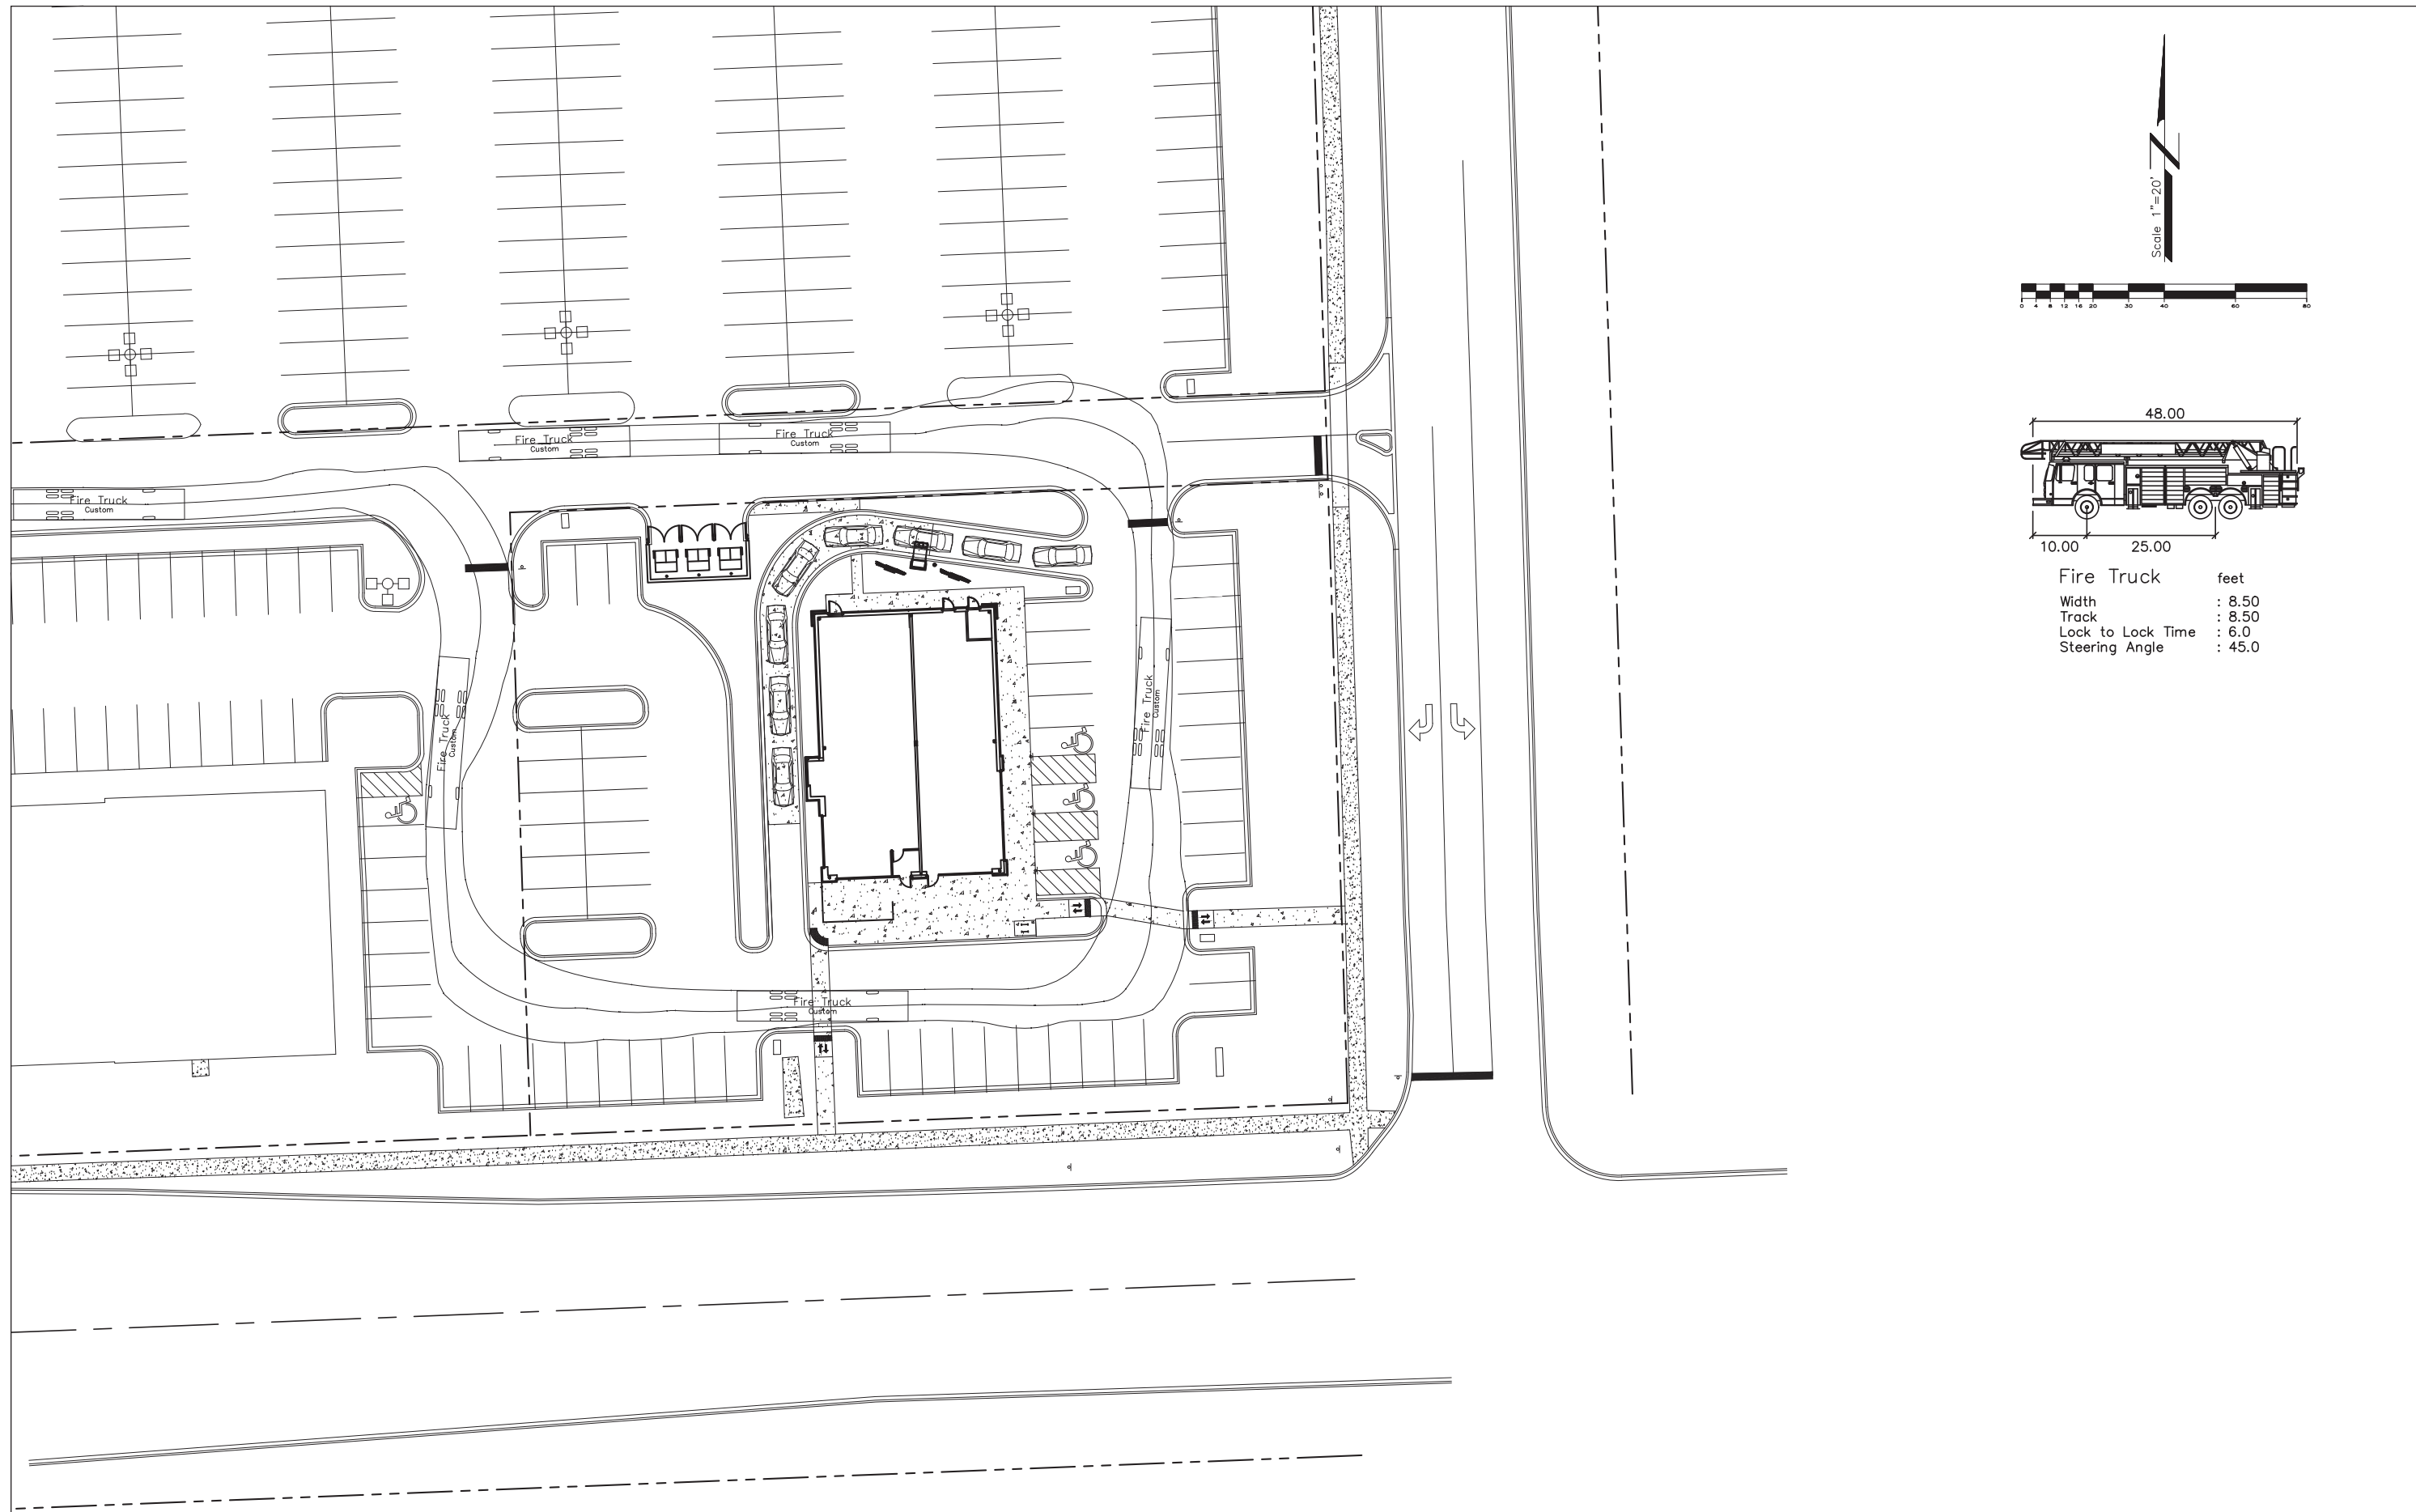 Scale 1"=20'
0 4 8 12 16 20 30 40 60 80
48.00
10.00 25.00
Fire Truck feet
Width : 8.50
Track : 8.50
Lock to Lock Time : 6.0
Steering Angle : 45.0
Fire Truck
Custom
Fire Truck
Custom
Fire Truck
Custom
Fire Truck
Custom
Fire Truck
Custom
Fire Truck
Custom